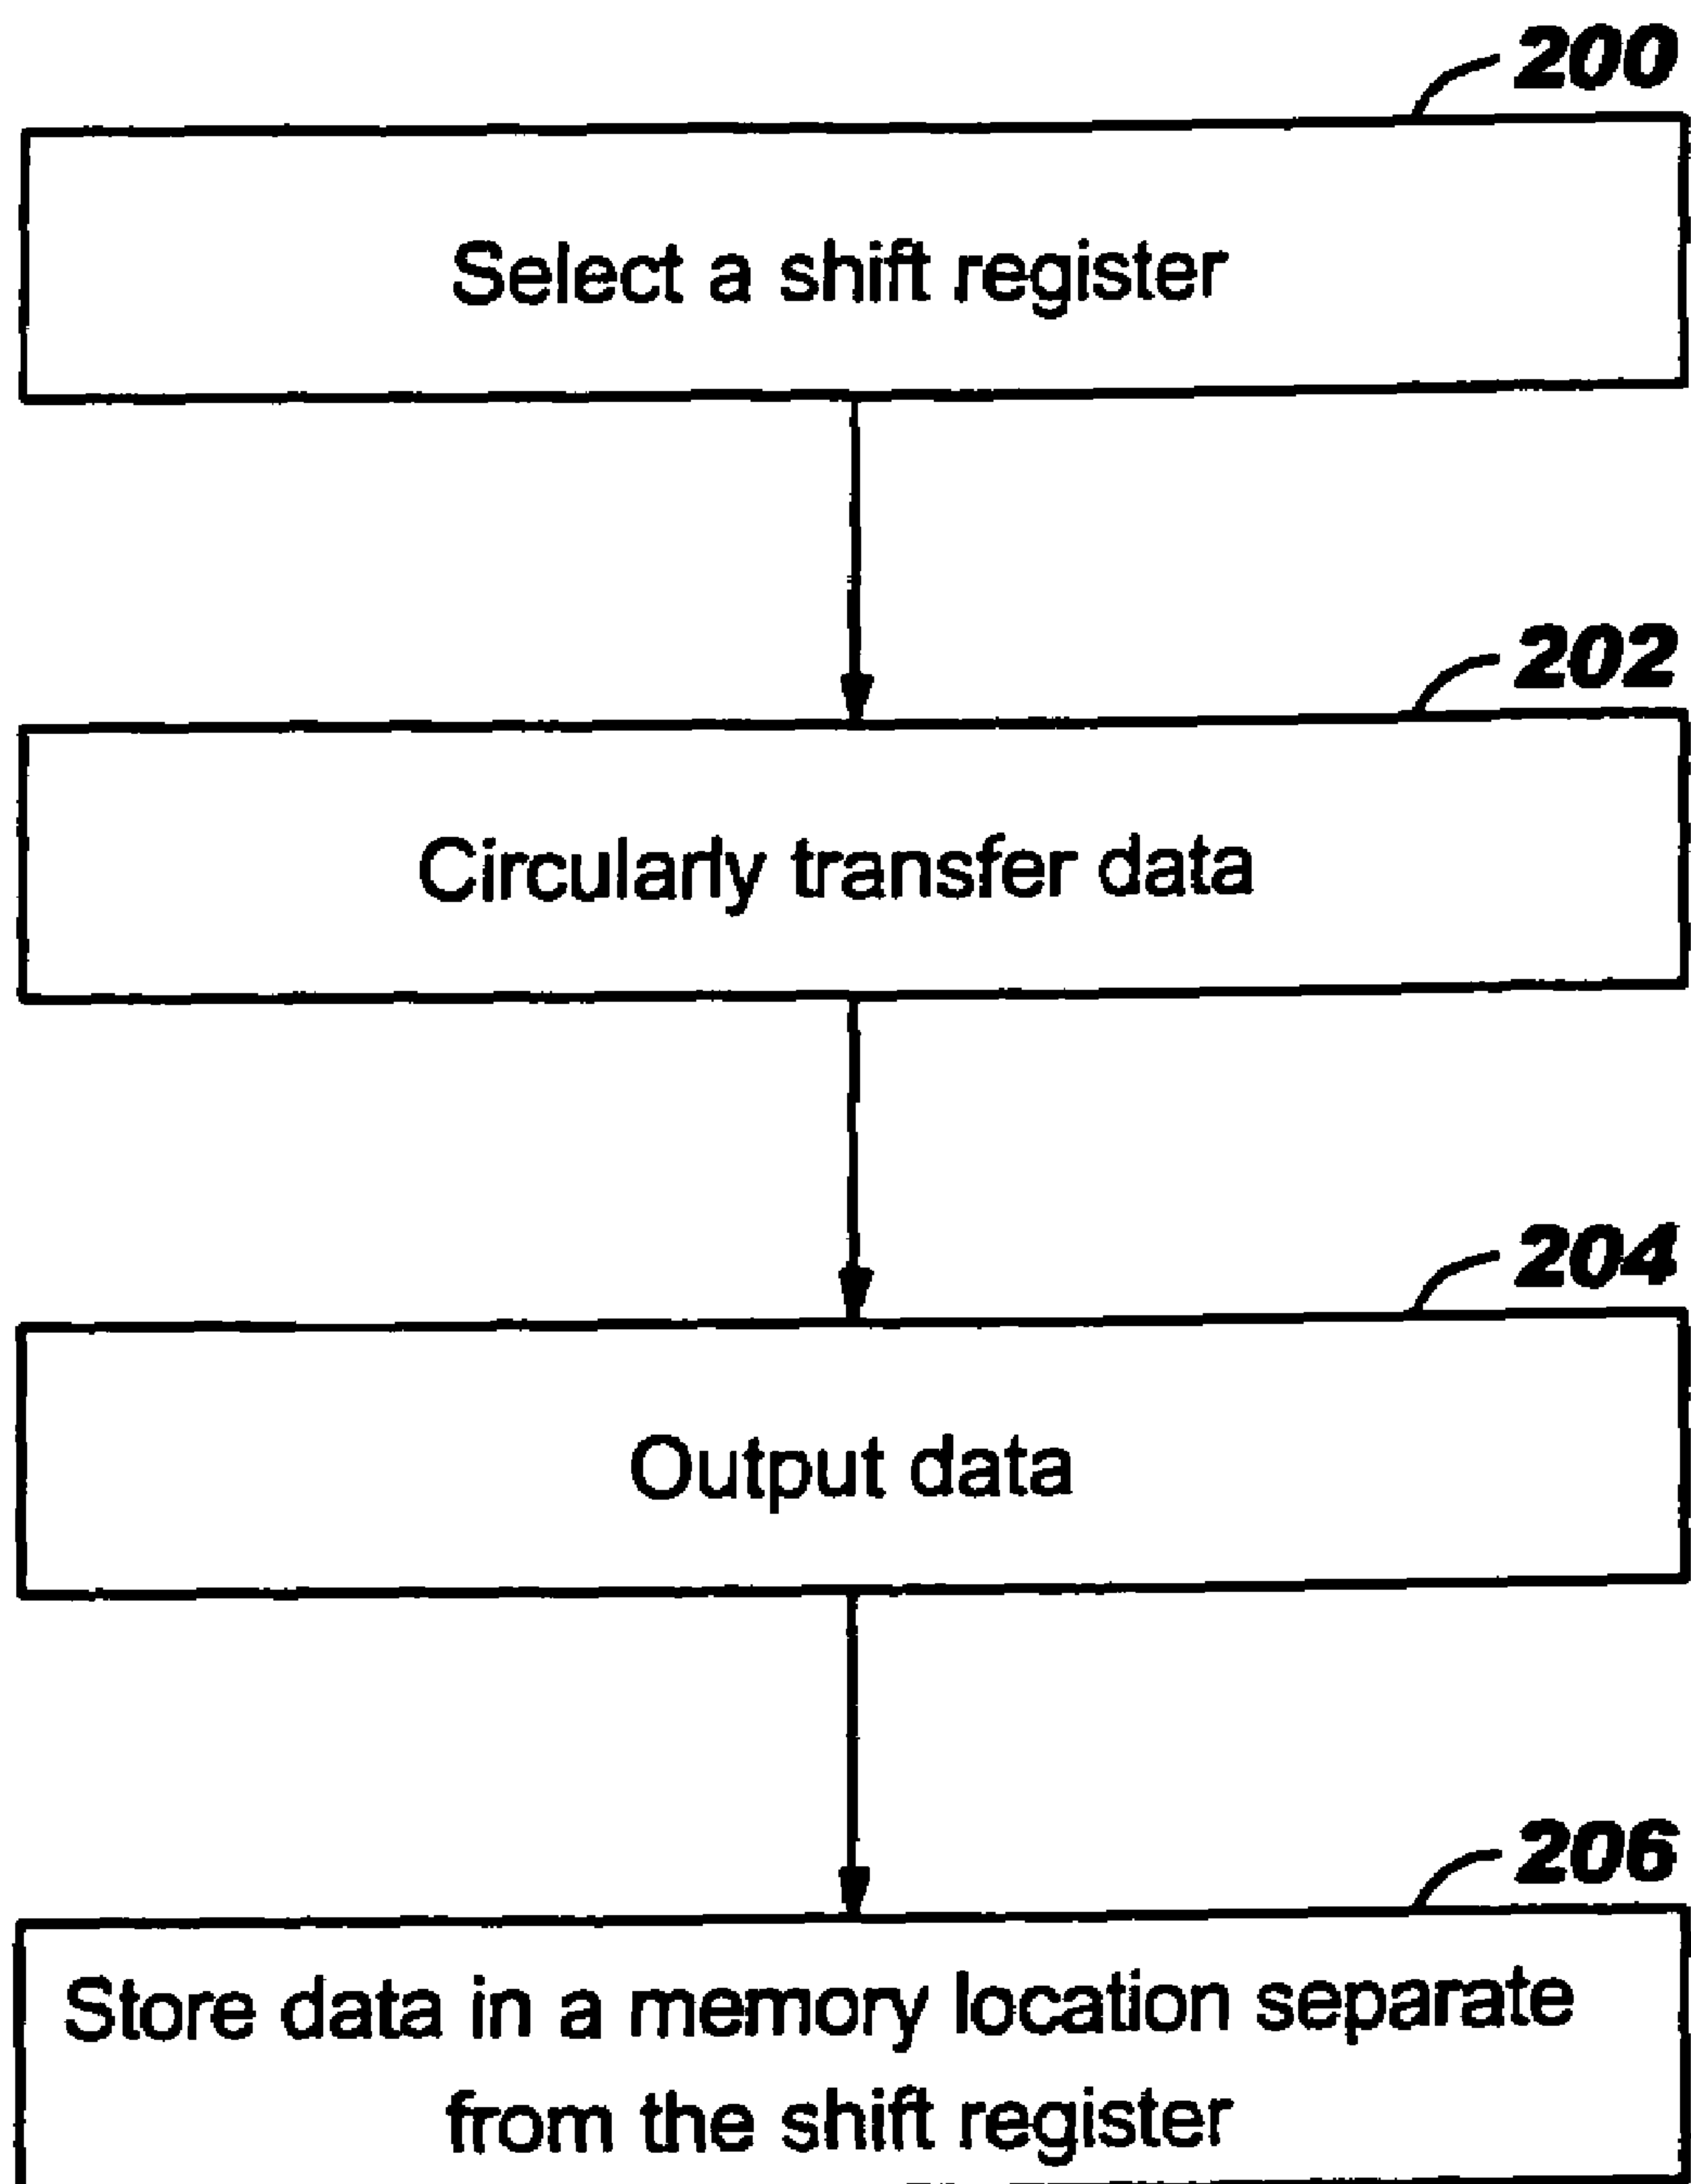 200
Select a shift register
202
Circularly transfer data
204
Output data
206
Store data in a memory location separate
from the shift register